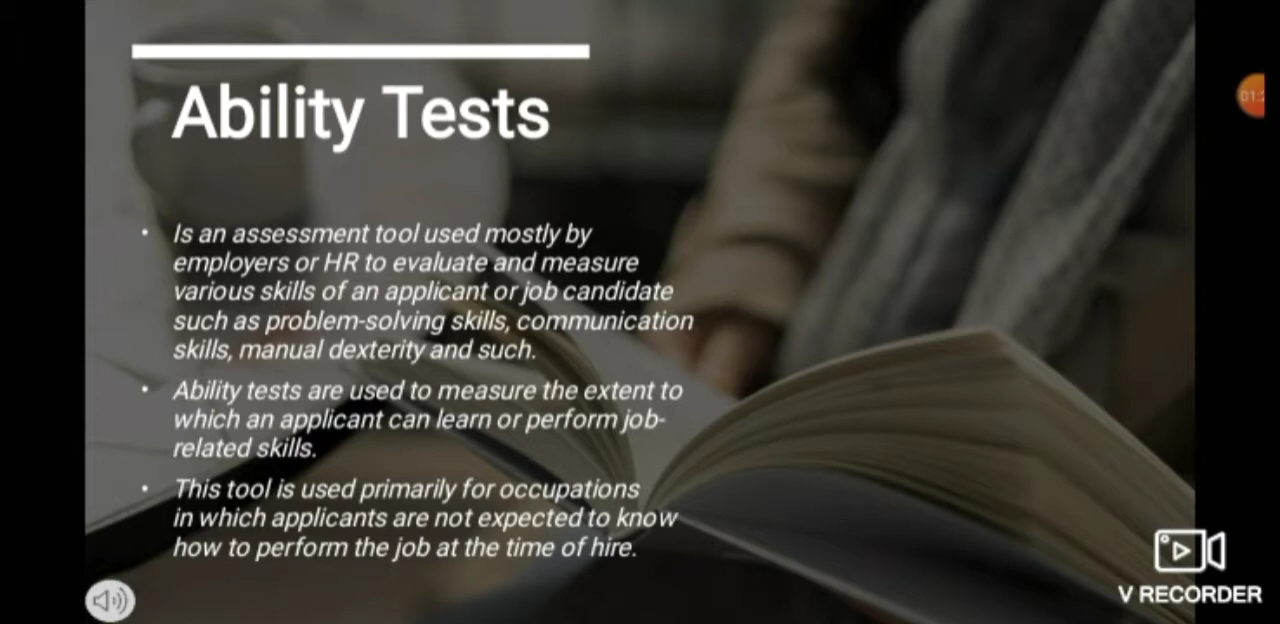 Ability Tests
• Is an assessment tool used mostly by
employers or HR to evaluate and measure
various skills of an applicant or job candidate
such as problem-solving skills, communication
skills, manual dexterity and such.
• Ability tests are used to measure the extent to
which an applicant can learn or perform job-
related skills.
• This tool is used primarily for occupations
in which applicants are not expected to know
how to perform the job at the time of hire.
V RECORDER